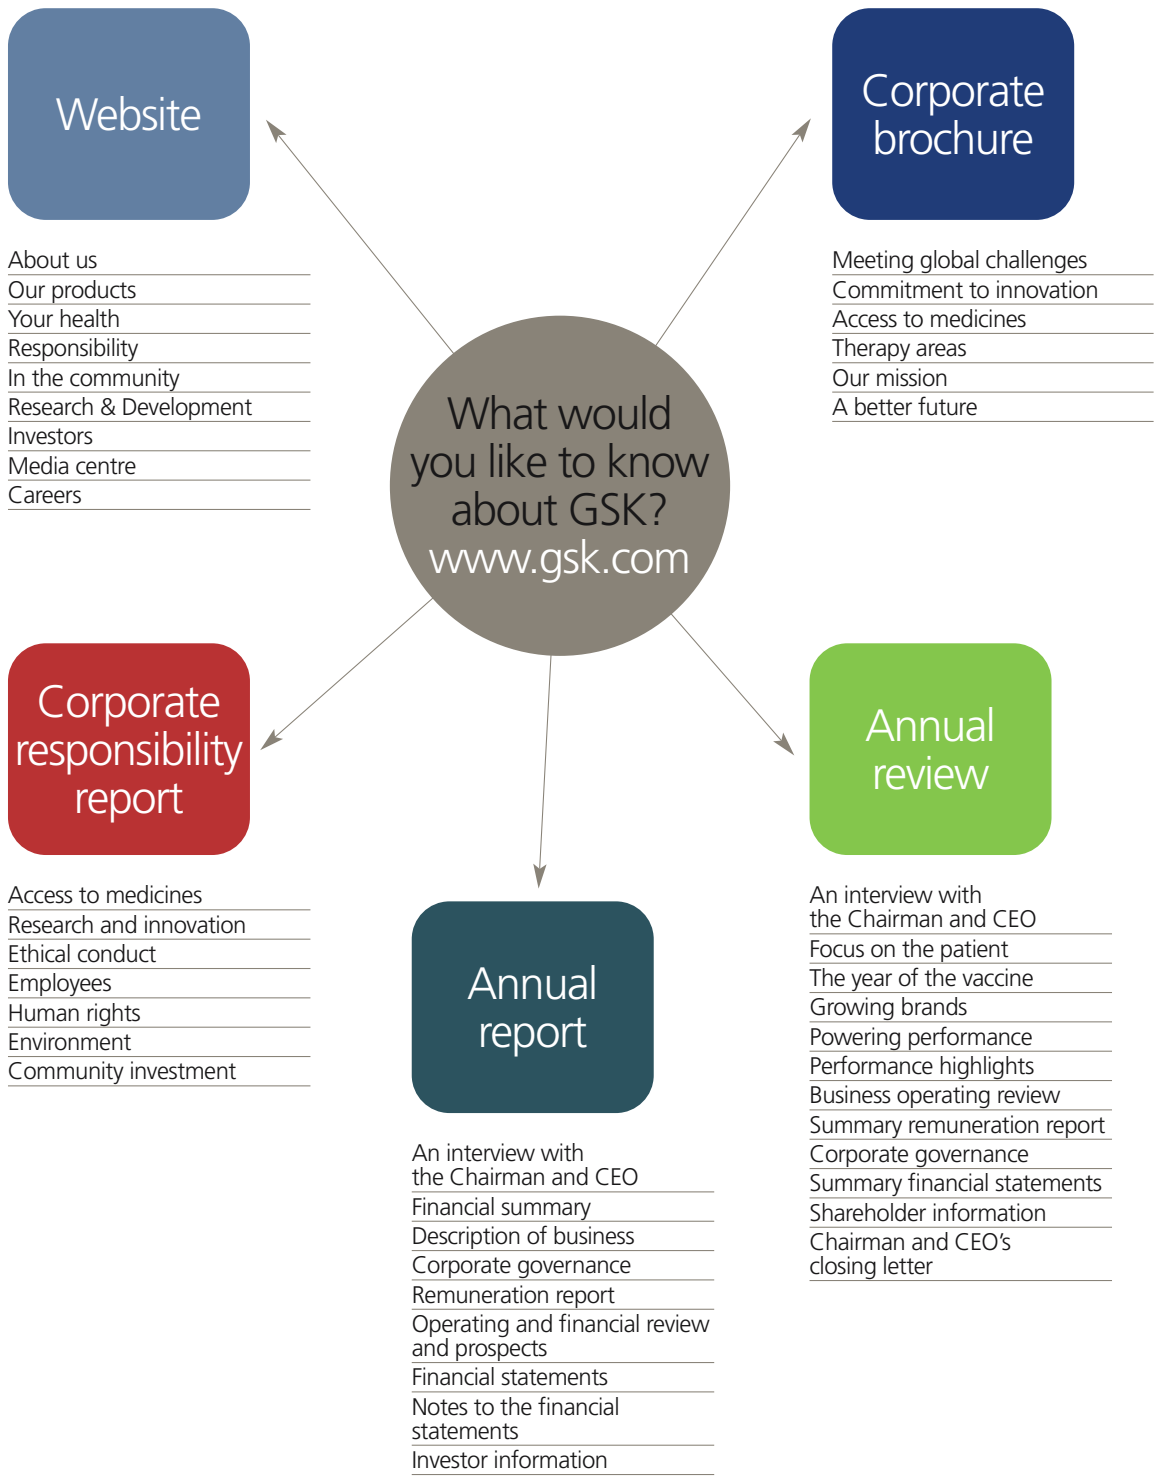 Website
About us
Our products
Your health
Responsibility
In the community
Research & Development
Investors
Media centre
Careers
Corporate
brochure
Meeting global challenges
Commitment to innovation
Access to medicines
Therapy areas
Our mission
A better future
What would
you like to know
about GSK?
www.gsk.com
Corporate
responsibility
report
Access to medicines
Research and innovation
Ethical conduct
Employees
Human rights
Environment
Community investment
Annual
report
An interview with
the Chairman and CEO
Financial summary
Description of business
Corporate governance
Remuneration report
Operating and financial review
and prospects
Financial statements
Notes to the financial
statements
Investor information
Annual
review
An interview with
the Chairman and CEO
Focus on the patient
The year of the vaccine
Growing brands
Powering performance
Performance highlights
Business operating review
Summary remuneration report
Corporate governance
Summary financial statements
Shareholder information
Chairman and CEO’s
closing letter